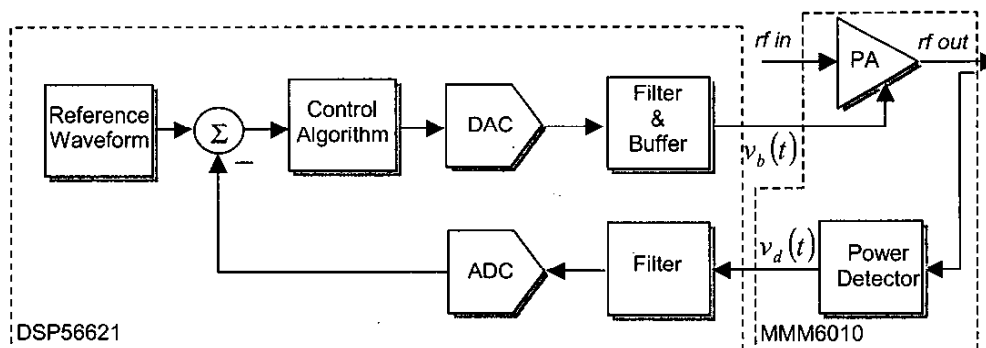 rf in
rf out
PA
Reference
Waveform
Σ
−
Control
Algorithm
DAC
Filter
&
Buffer
v_b(t)
ADC
Filter
v_d(t)
Power
Detector
DSP56621
MMM6010